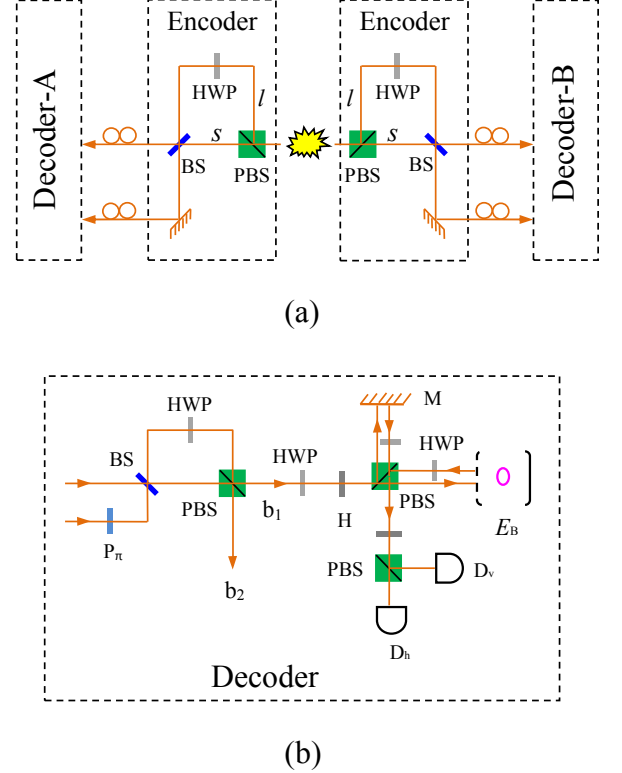 Encoder
Encoder
Decoder-A
HWP
l
s
BS
PBS
l
HWP
s
PBS
BS
Decoder-B
(a)
HWP
BS
PBS
Pπ
b₁
b₂
HWP
H
M
HWP
PBS
E_B
PBS
Dᵥ
Dₕ
Decoder
(b)